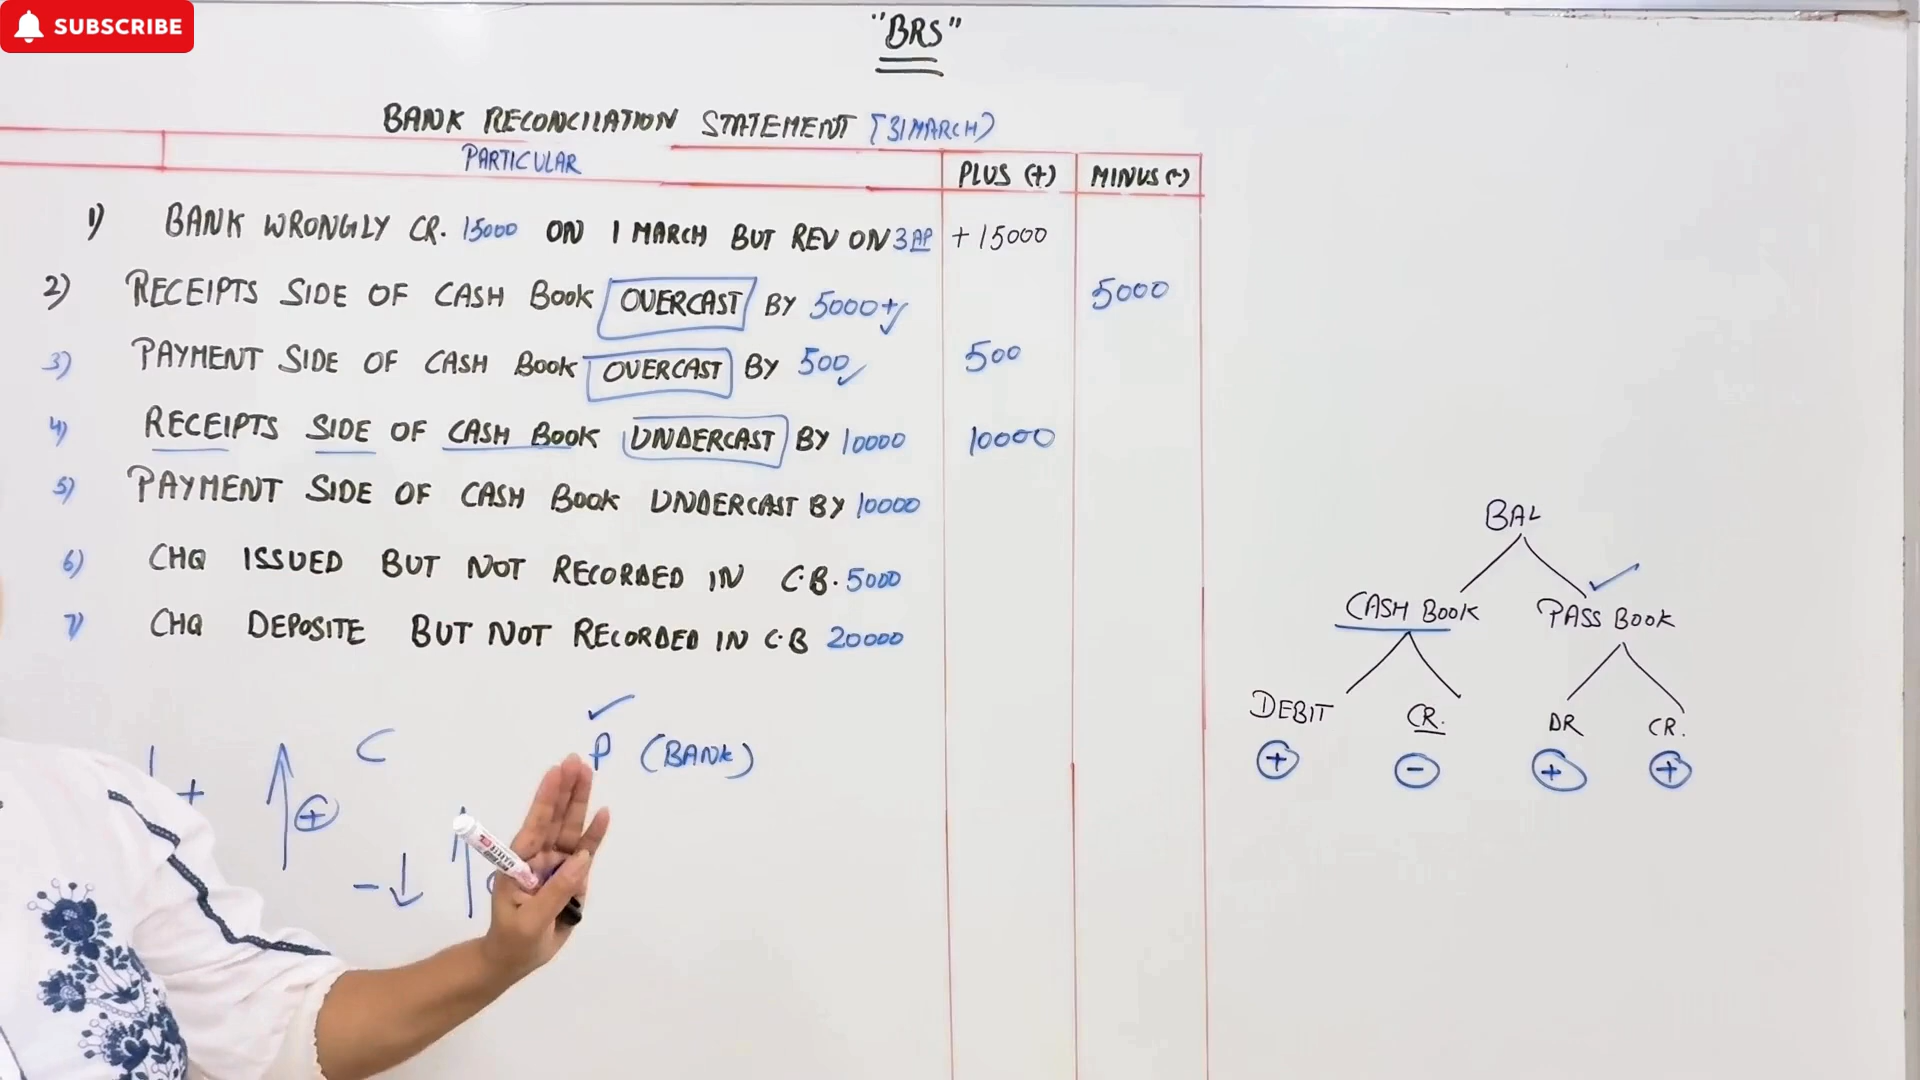 SUBSCRIBE
"BRS"
BANK RECONCILATION STATEMENT [31 MARCH)
PARTICULAR PLUS (+) MINUS (-)
1) BANK WRONGLY CR. 15000 ON 1 MARCH BUT REV ON 3 AP + 15000
2) RECEIPTS SIDE OF CASH BOOK OVERCAST BY 5000+ 5000
3) PAYMENT SIDE OF CASH BOOK OVERCAST BY 500 500
4) RECEIPTS SIDE OF CASH BOOK UNDERCAST BY 10000 10000
5) PAYMENT SIDE OF CASH BOOK UNDERCAST BY 10000
6) CHQ ISSUED BUT NOT RECORDED IN C.B. 5000
7) CHQ DEPOSITE BUT NOT RECORDED IN C.B 20000
C P (BANK)
+ +
-
BAL
CASH BOOK PASS BOOK
DEBIT CR. DR CR.
+ - + +